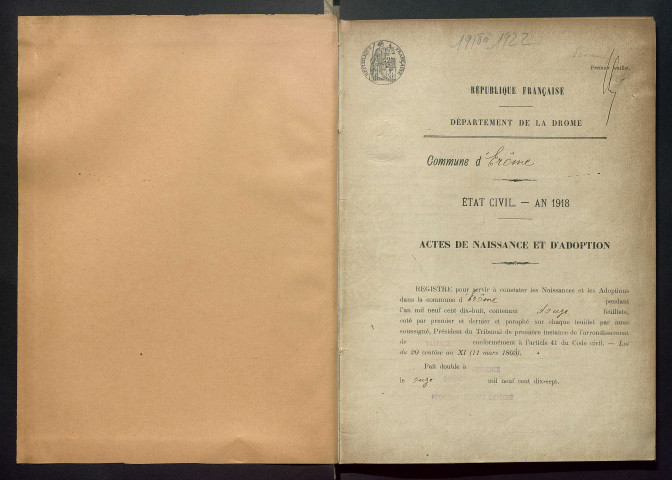 1918 à 1922
Premier feuillet.
RÉPUBLIQUE FRANÇAISE
DÉPARTEMENT DE LA DROME
Commune d'Erôme
ÉTAT CIVIL. — AN 1918
ACTES DE NAISSANCE ET D'ADOPTION
REGISTRE pour servir à constater les Naissances et les Adoptions
dans la commune d'Erôme pendant
l'an mil neuf cent dix-huit, contenant douze feuillets,
coté par premier et dernier et paraphé sur chaque feuillet par nous
soussigné, Président du Tribunal de première instance de l'arrondissement
de VALENCE conformément à l'article 41 du Code civil. — Loi
du 20 ventôse an XI (11 mars 1803).
Fait double à VALENCE
le onze mil neuf cent dix-sept.